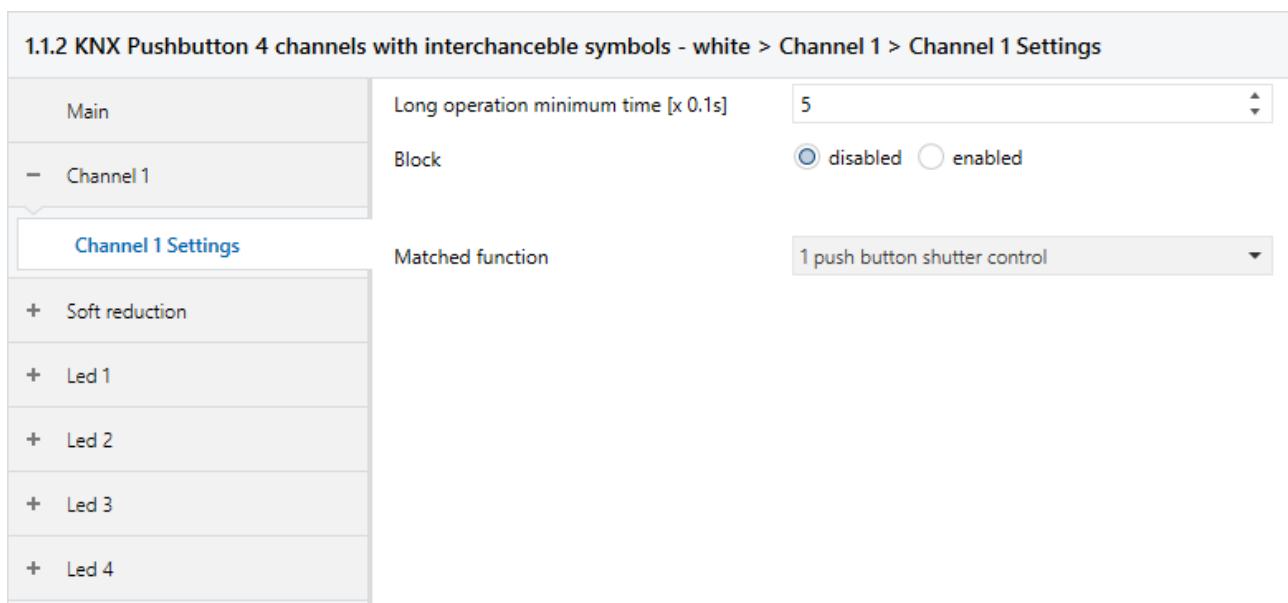 1.1.2 KNX Pushbutton 4 channels with interchanceble symbols - white > Channel 1 > Channel 1 Settings
Main
Long operation minimum time [x 0.1s] 5
Block disabled enabled
− Channel 1
Channel 1 Settings
Matched function 1 push button shutter control
+ Soft reduction
+ Led 1
+ Led 2
+ Led 3
+ Led 4